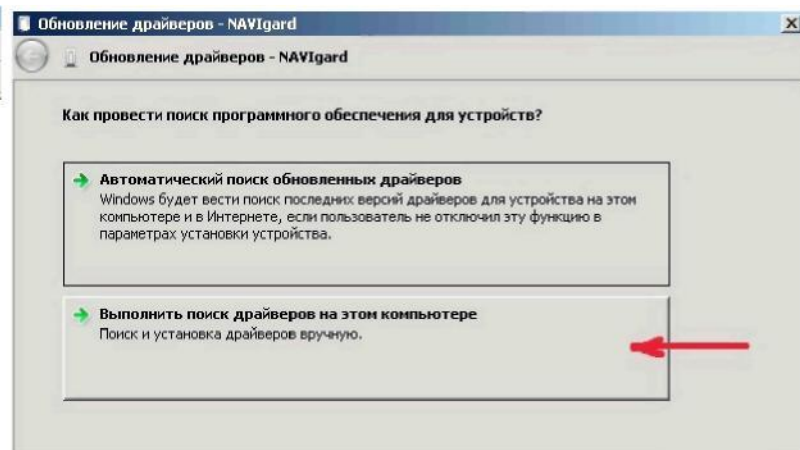 Обновление драйверов - NAVIgard
Обновление драйверов - NAVIgard
Как провести поиск программного обеспечения для устройств?
Автоматический поиск обновленных драйверов
Windows будет вести поиск последних версий драйверов для устройства на этом
компьютере и в Интернете, если пользователь не отключил эту функцию в
параметрах установки устройства.
Выполнить поиск драйверов на этом компьютере
Поиск и установка драйверов вручную.